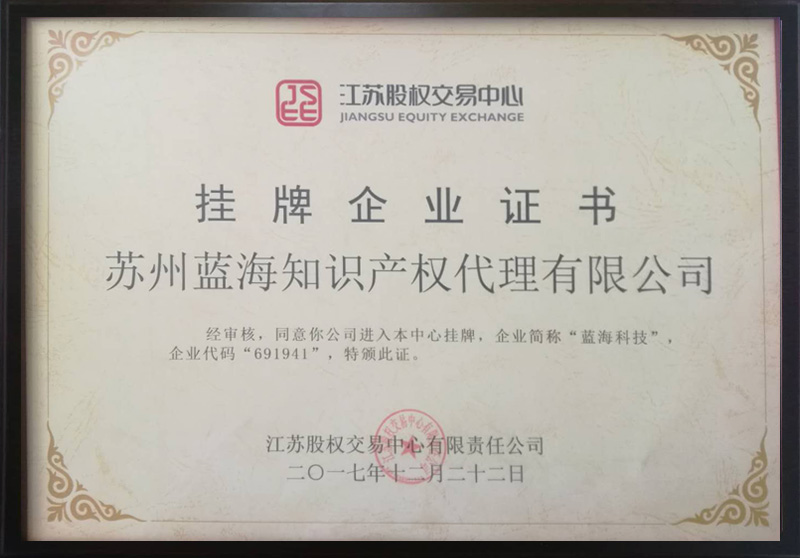 JSEE
江苏股权交易中心
JIANGSU EQUITY EXCHANGE
挂牌企业证书
苏州蓝海知识产权代理有限公司
经审核，同意你公司进入本中心挂牌，企业简称“蓝海科技”，
企业代码“691941”，特颁此证。
江苏股权交易中心有限责任公司
二〇一七年十二月二十二日